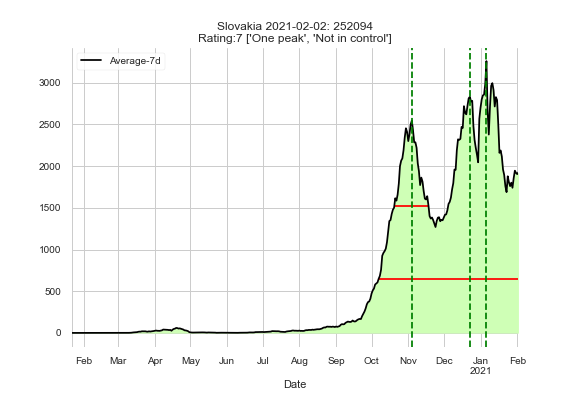 Slovakia 2021-02-02: 252094
Rating:7 ['One peak', 'Not in control']
Average-7d
3000
2500
2000
1500
1000
500
0
Feb Mar Apr May Jun Jul Aug Sep Oct Nov Dec Jan Feb
2021
Date